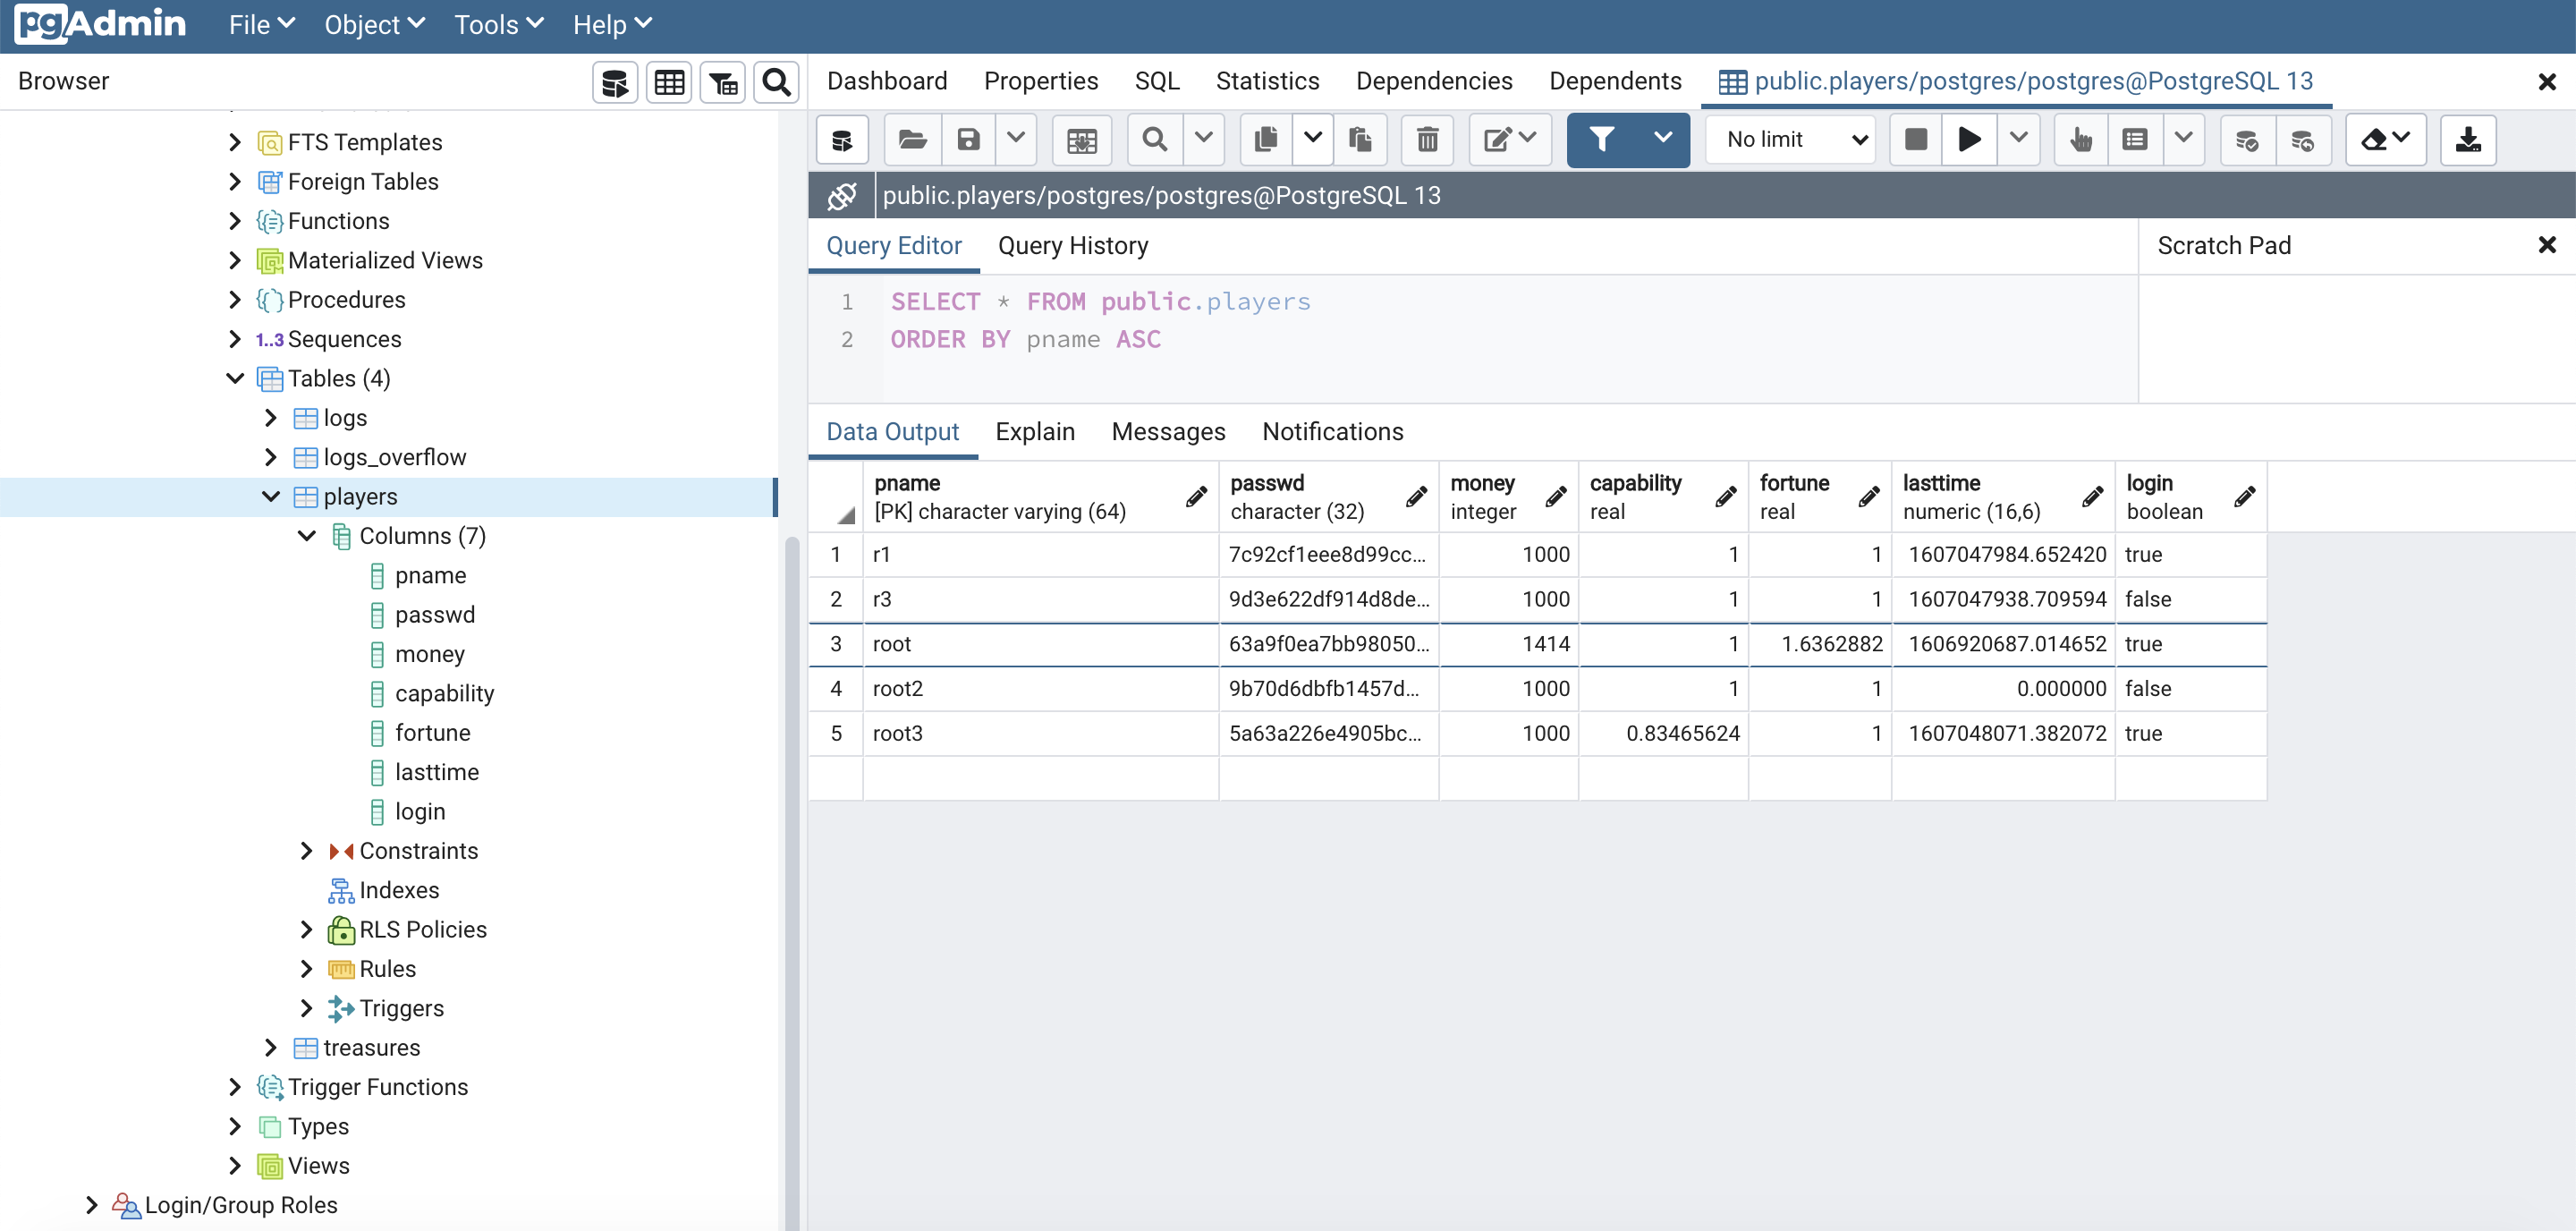 pgAdmin File Object Tools Help
Browser
FTS Templates
Foreign Tables
Functions
Materialized Views
Procedures
1..3 Sequences
Tables (4)
logs
logs_overflow
players
Columns (7)
pname
passwd
money
capability
fortune
lasttime
login
Constraints
Indexes
RLS Policies
Rules
Triggers
treasures
Trigger Functions
Types
Views
Login/Group Roles
Dashboard Properties SQL Statistics Dependencies Dependents public.players/postgres/postgres@PostgreSQL 13
No limit
public.players/postgres/postgres@PostgreSQL 13
Query Editor Query History
Scratch Pad
1 SELECT * FROM public.players
2 ORDER BY pname ASC
Data Output Explain Messages Notifications
pname passwd money capability fortune lasttime login
[PK] character varying (64) character (32) integer real real numeric (16,6) boolean
1 r1 7c92cf1eee8d99cc... 1000 1 1 1607047984.652420 true
2 r3 9d3e622df914d8de... 1000 1 1 1607047938.709594 false
3 root 63a9f0ea7bb98050... 1414 1 1.6362882 1606920687.014652 true
4 root2 9b70d6dbfb1457d... 1000 1 1 0.000000 false
5 root3 5a63a226e4905bc... 1000 0.83465624 1 1607048071.382072 true